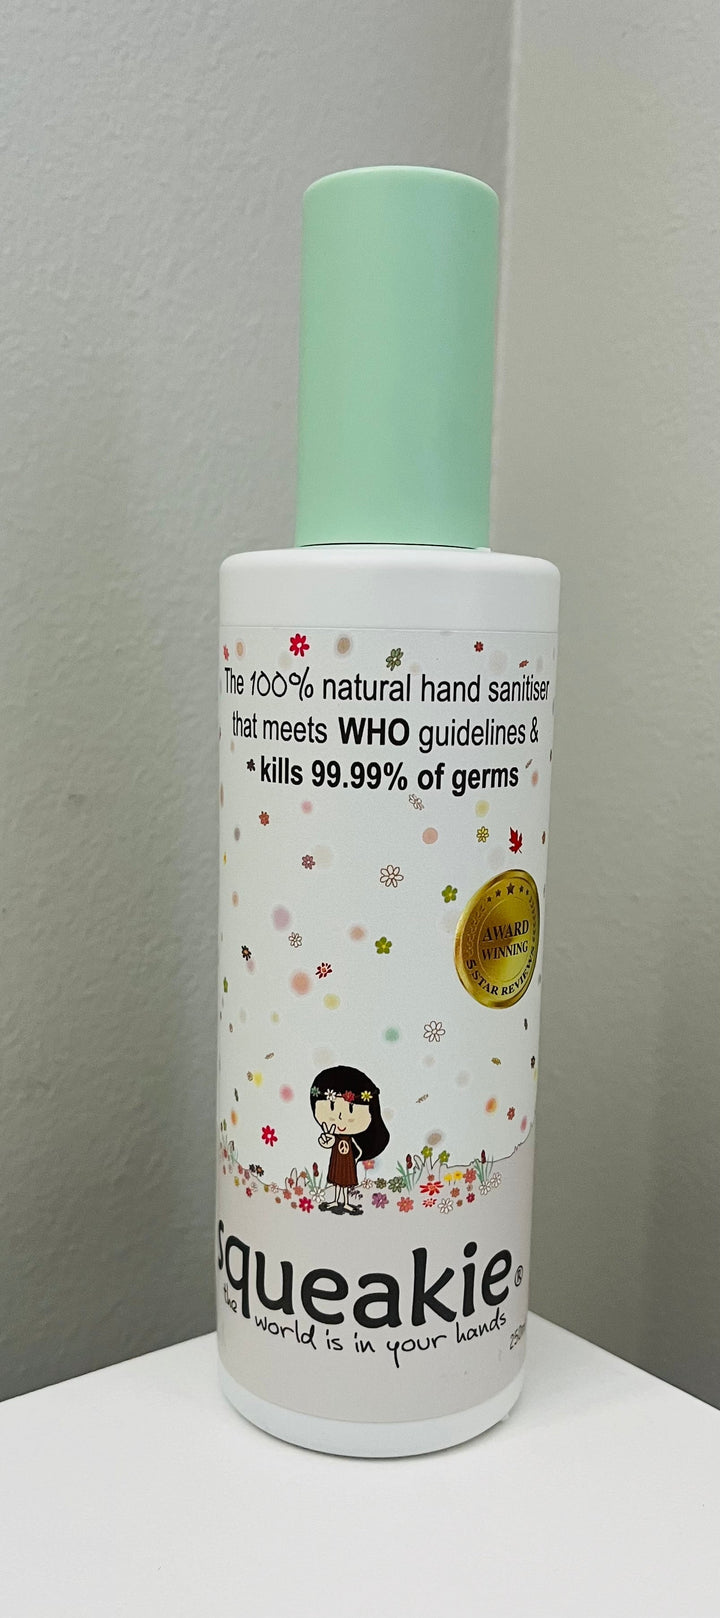 The 100% natural hand sanitiser
that meets WHO guidelines &
*kills 99.99% of germs
AWARD
WINNING
5 STAR REVIEWS
squeakie®
the world is in your hands